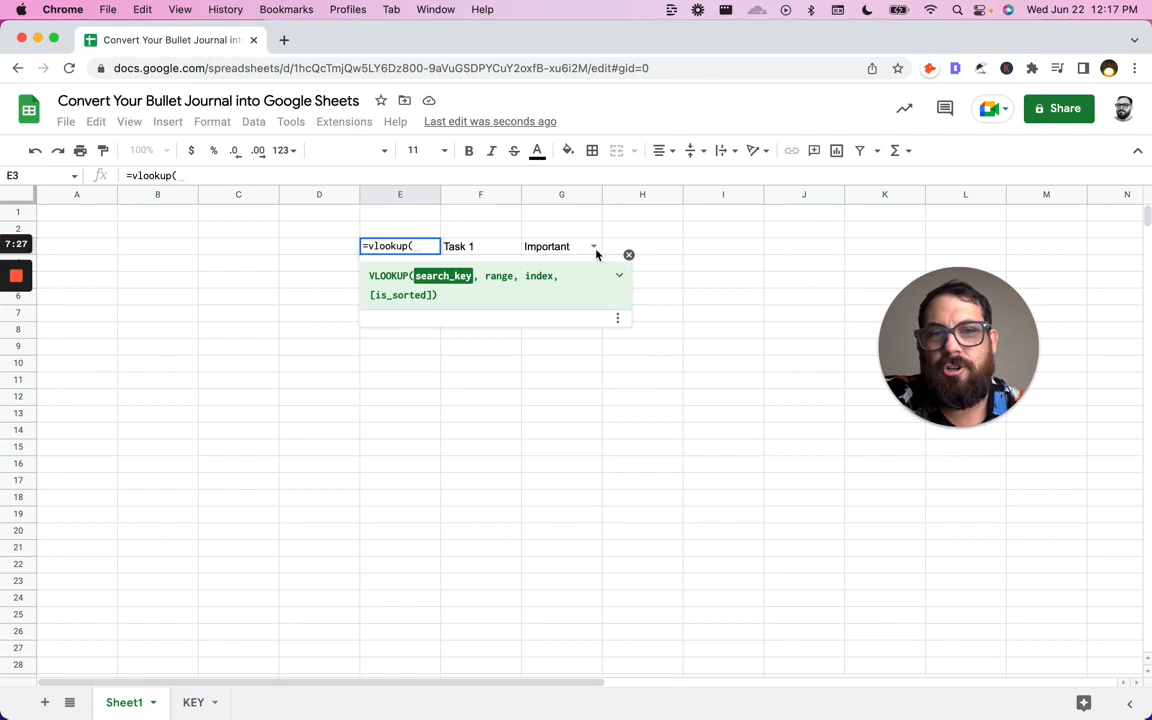 Chrome File Edit View History Bookmarks Profiles Tab Window Help Wed Jun 22 12:17 PM
Convert Your Bullet Journal into
docs.google.com/spreadsheets/d/1hcQcTmjQw5LY6Dz800-9aVuGSDPYCuY2oxfB-xu6i2M/edit#gid=0
Convert Your Bullet Journal into Google Sheets
Share
File Edit View Insert Format Data Tools Extensions Help Last edit was seconds ago
100% $ % .0 .00 123 11 B I S A
E3 fx =vlookup(
A B C D E F G H I J K L M N
1
2
7:27 =vlookup( Task 1 Important
VLOOKUP(search_key, range, index,
[is_sorted])
6
7
8
9
10
11
12
13
14
15
16
17
18
19
20
21
22
23
24
25
26
27
28
Sheet1 KEY